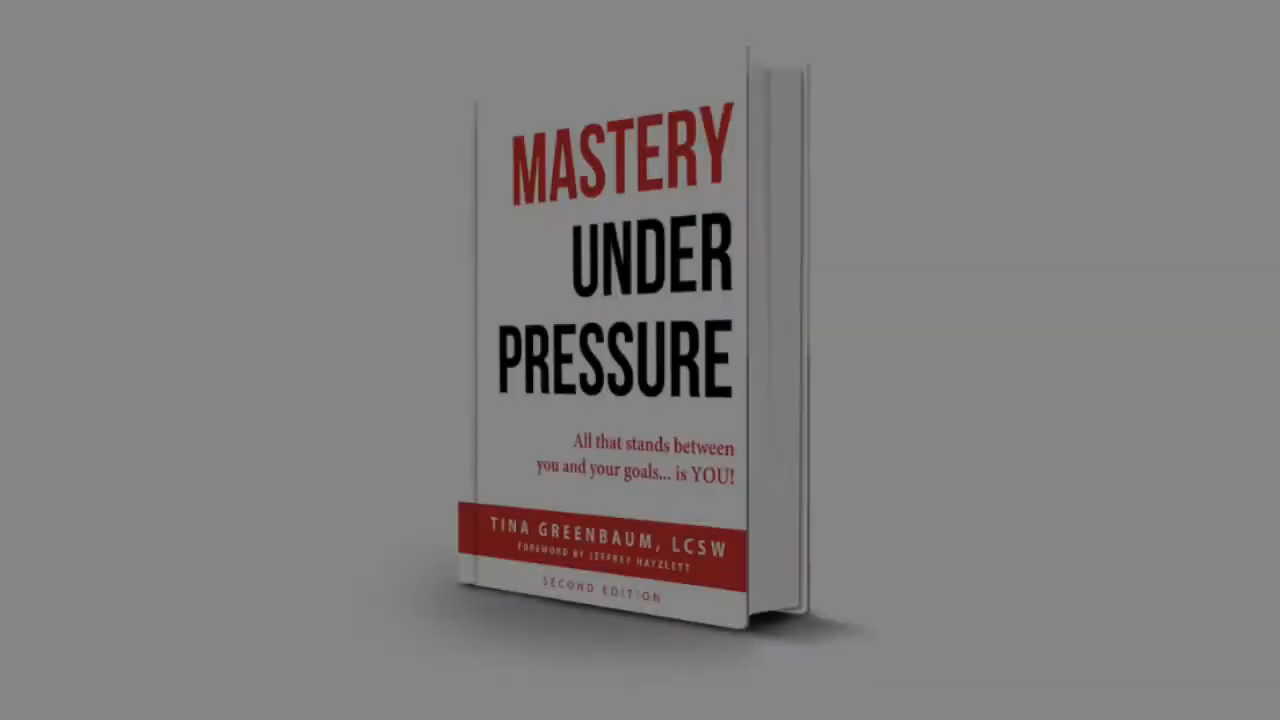 MASTERY
UNDER
PRESSURE
All that stands between
you and your goals... is YOU!
TINA GREENBAUM, LCSW
FOREWORD BY JEFFREY HAYZLETT
SECOND EDITION